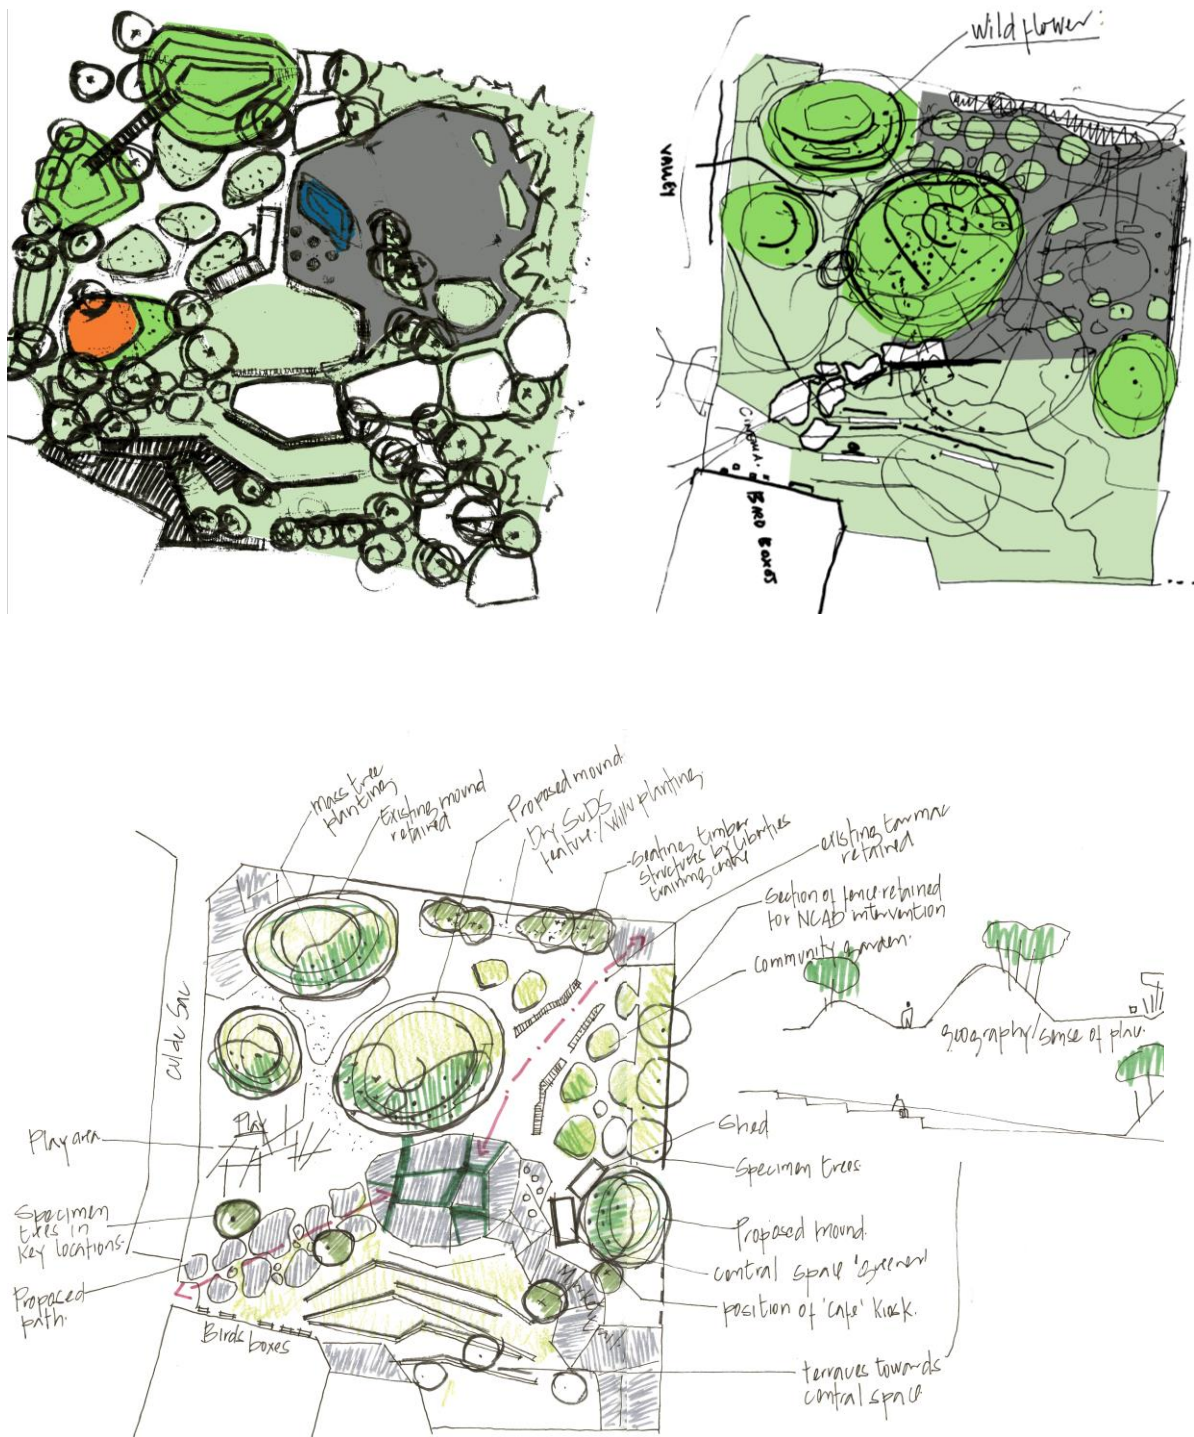 Wildflower:
VALLEY
CINEMA.
BIRD BOXES
mass tree
planting
Existing mound
retained
Proposed mound
Dry SuDS
feature / willow planting
Seating timber
structures by Liberties
training centre
existing tarmac
retained
Section of fence retained
for NCAD intervention
community garden.
cul de sac
geography / sense of place.
Play
Play area
Shed
Specimen trees
Specimen
trees in
key locations.
Proposed mound.
central space 'greened'
position of 'cafe' kiosk.
Proposed
path.
Birds boxes
terraces towards
central space